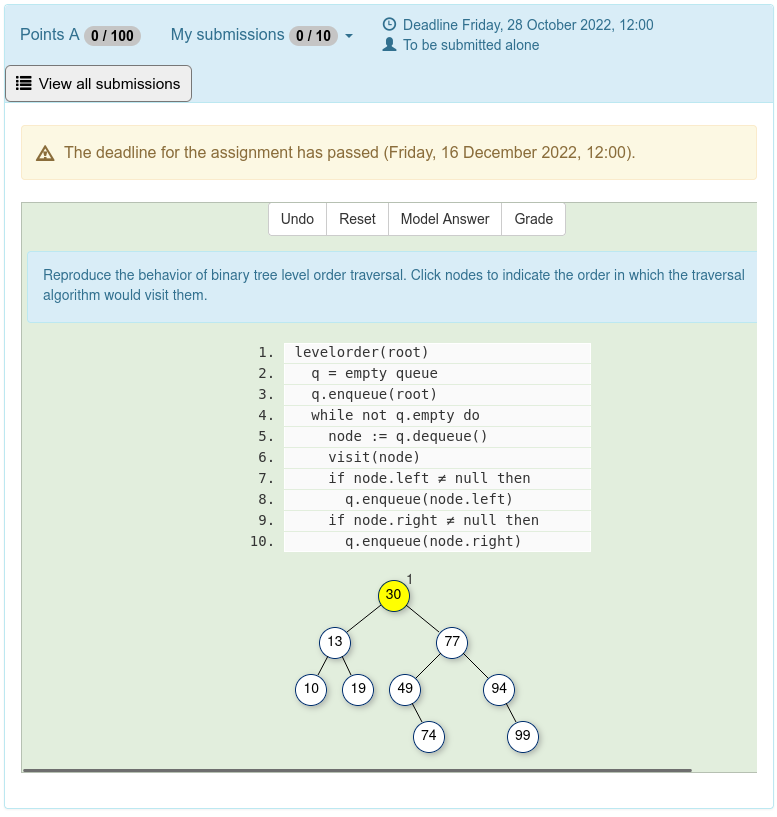 Points A 0 / 100 My submissions 0 / 10
Deadline Friday, 28 October 2022, 12:00
To be submitted alone
View all submissions
The deadline for the assignment has passed (Friday, 16 December 2022, 12:00).
Undo Reset Model Answer Grade
Reproduce the behavior of binary tree level order traversal. Click nodes to indicate the order in which the traversal
algorithm would visit them.
1. levelorder(root)
2. q = empty queue
3. q.enqueue(root)
4. while not q.empty do
5. node := q.dequeue()
6. visit(node)
7. if node.left ≠ null then
8. q.enqueue(node.left)
9. if node.right ≠ null then
10. q.enqueue(node.right)
1
30
13 77
10 19 49 94
74 99